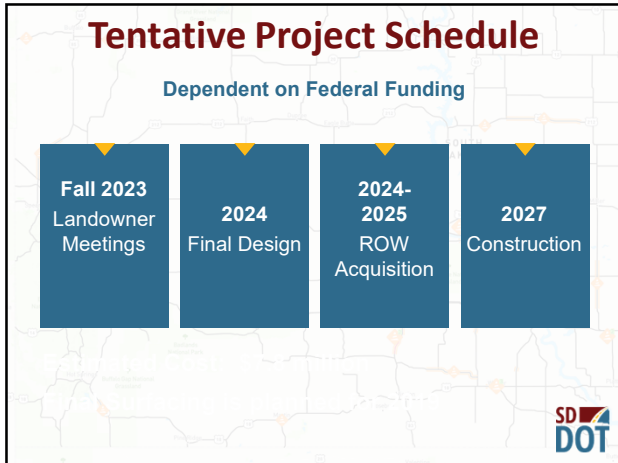 Tentative Project Schedule
Dependent on Federal Funding
Fall 2023
Landowner
Meetings
2024
Final Design
2024-
2025
ROW
Acquisition
2027
Construction
SD
DOT